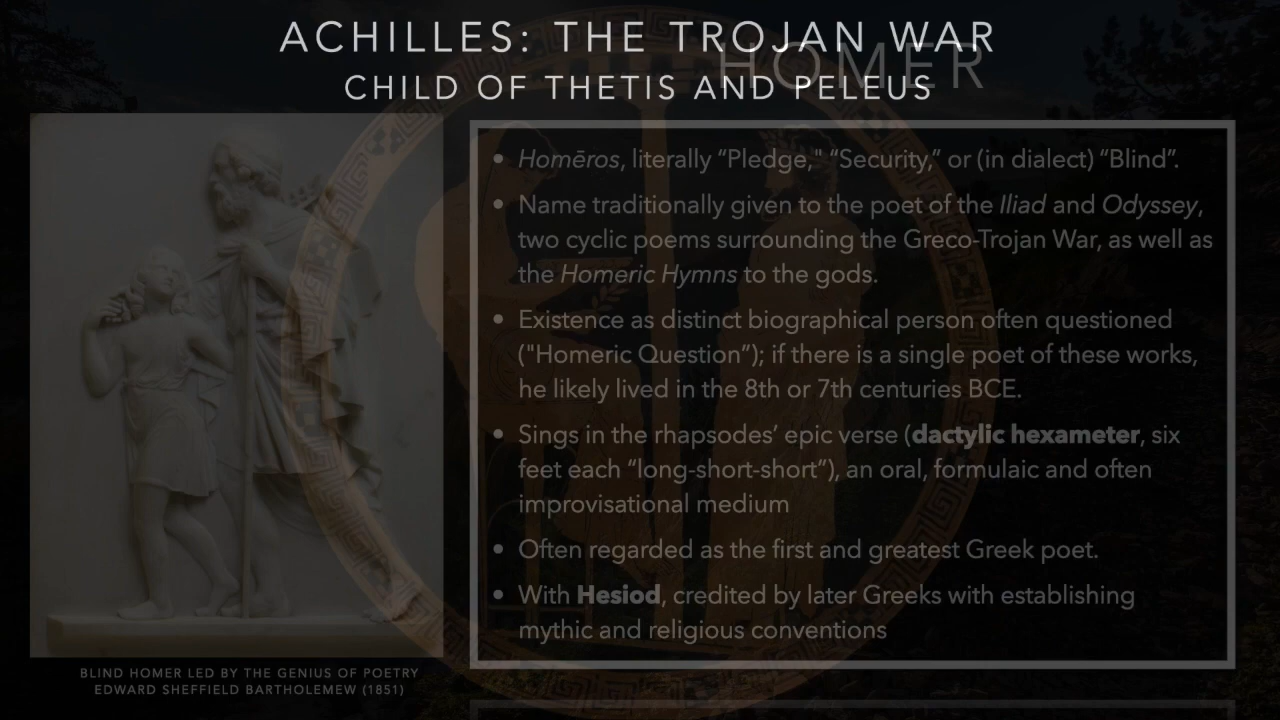 ACHILLES: THE TROJAN WAR
HOMER
CHILD OF THETIS AND PELEUS
• Homēros, literally “Pledge," “Security,” or (in dialect) “Blind”.
• Name traditionally given to the poet of the Iliad and Odyssey,
two cyclic poems surrounding the Greco-Trojan War, as well as
the Homeric Hymns to the gods.
• Existence as distinct biographical person often questioned
("Homeric Question”); if there is a single poet of these works,
he likely lived in the 8th or 7th centuries BCE.
• Sings in the rhapsodes’ epic verse (dactylic hexameter, six
feet each “long-short-short”), an oral, formulaic and often
improvisational medium
• Often regarded as the first and greatest Greek poet.
• With Hesiod, credited by later Greeks with establishing
mythic and religious conventions
BLIND HOMER LED BY THE GENIUS OF POETRY
EDWARD SHEFFIELD BARTHOLEMEW (1851)